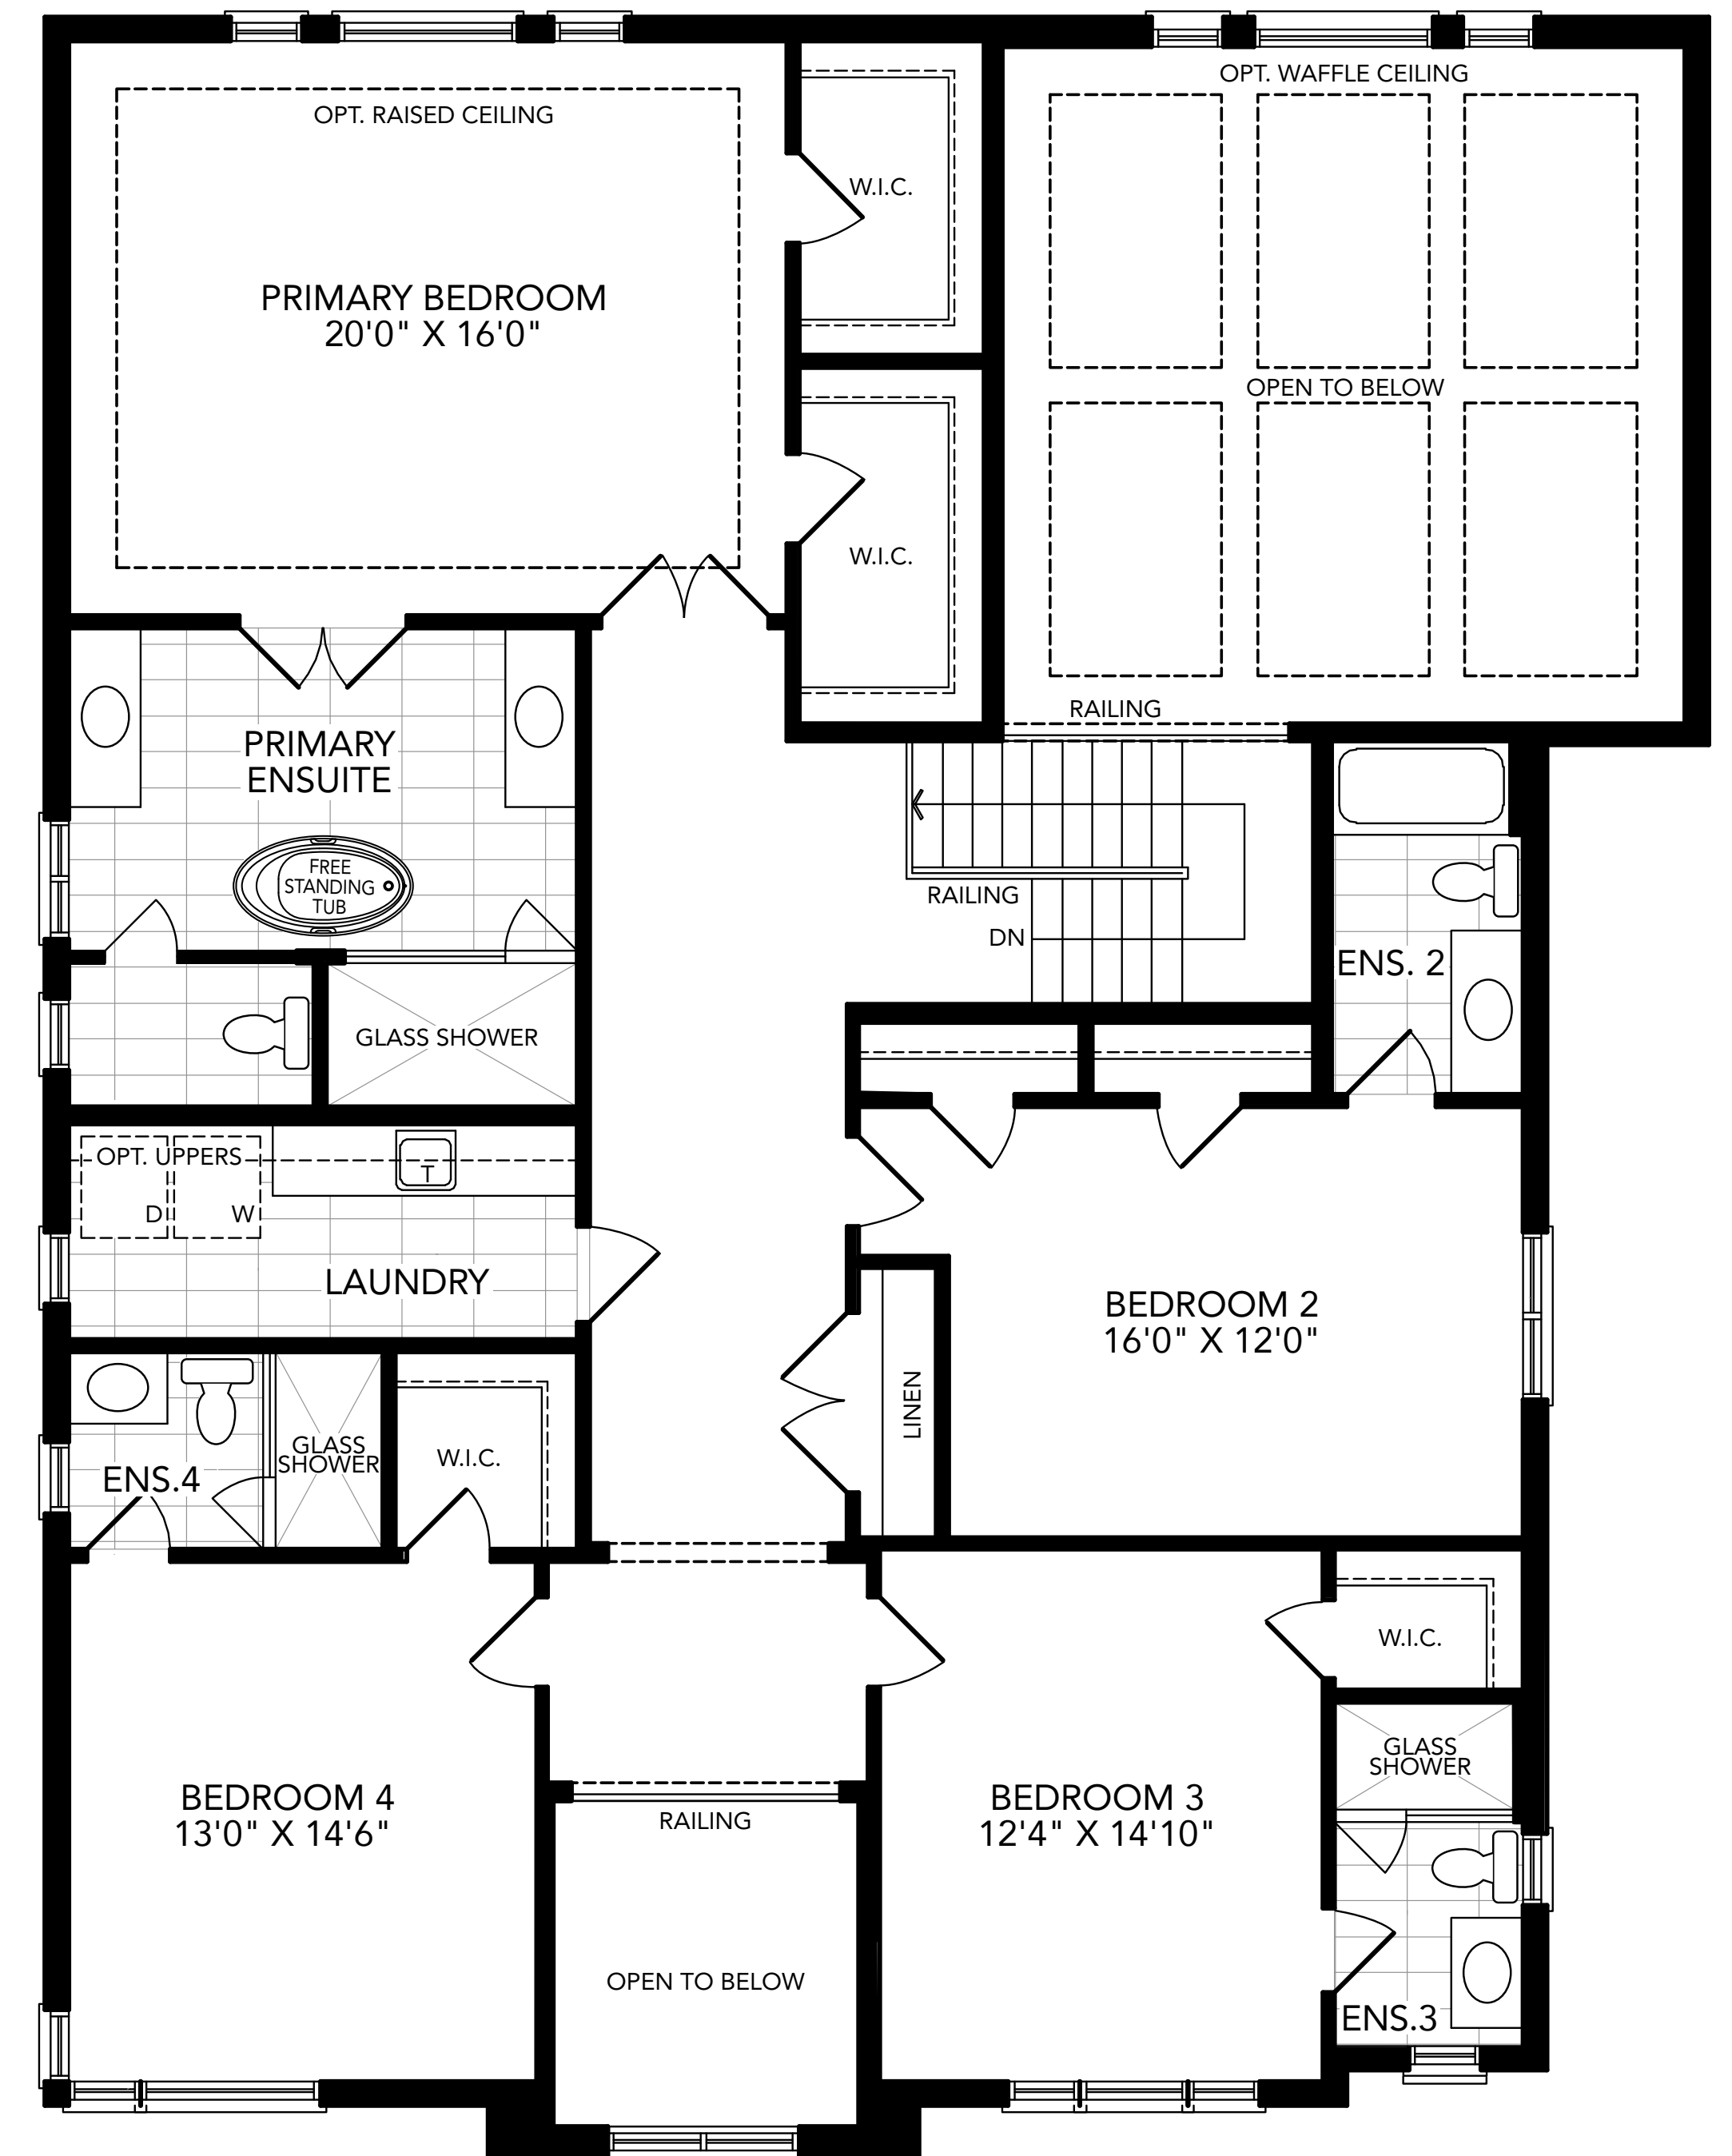 OPT. WAFFLE CEILING
OPT. RAISED CEILING
W.I.C.
PRIMARY BEDROOM
20'0" X 16'0"
OPEN TO BELOW
W.I.C.
RAILING
PRIMARY
ENSUITE
FREE
STANDING
TUB
RAILING
DN
ENS. 2
GLASS SHOWER
OPT. UPPERS
T
D
W
LAUNDRY
BEDROOM 2
16'0" X 12'0"
LINEN
GLASS
SHOWER
W.I.C.
ENS.4
W.I.C.
GLASS
SHOWER
BEDROOM 4
13'0" X 14'6"
RAILING
BEDROOM 3
12'4" X 14'10"
OPEN TO BELOW
ENS.3